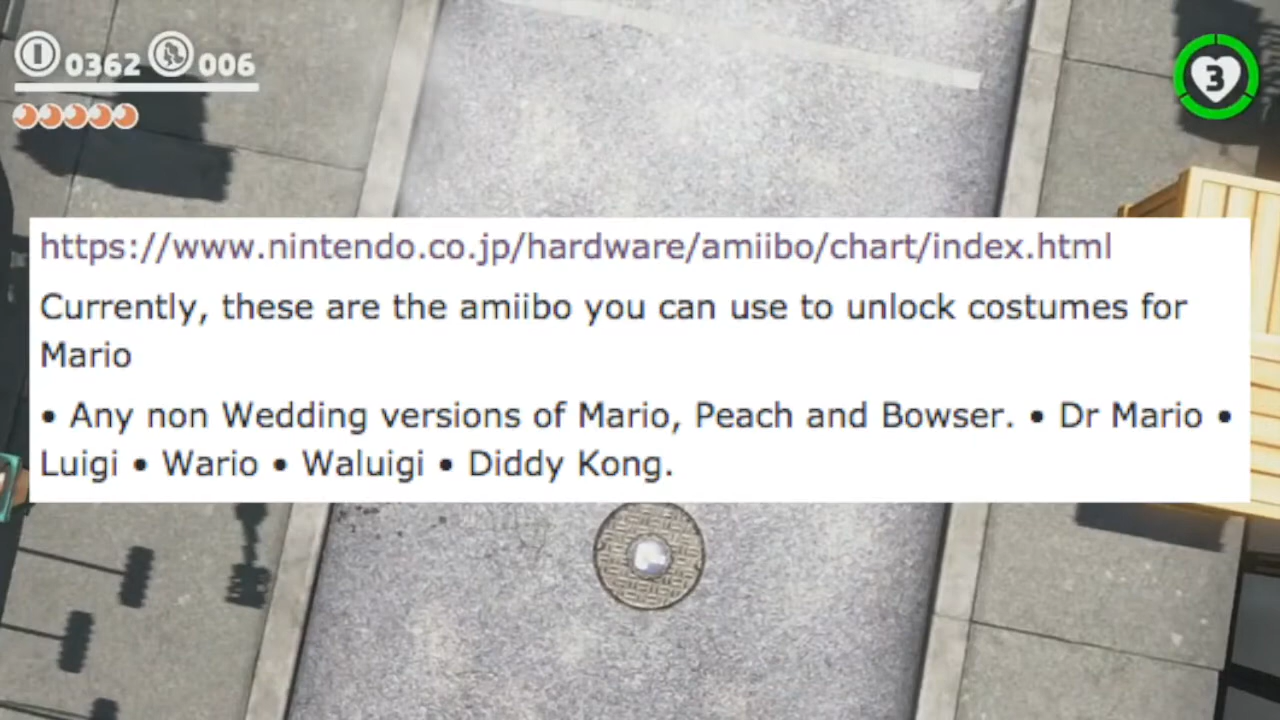 0362 006
3
https://www.nintendo.co.jp/hardware/amiibo/chart/index.html
Currently, these are the amiibo you can use to unlock costumes for
Mario
• Any non Wedding versions of Mario, Peach and Bowser. • Dr Mario •
Luigi • Wario • Waluigi • Diddy Kong.